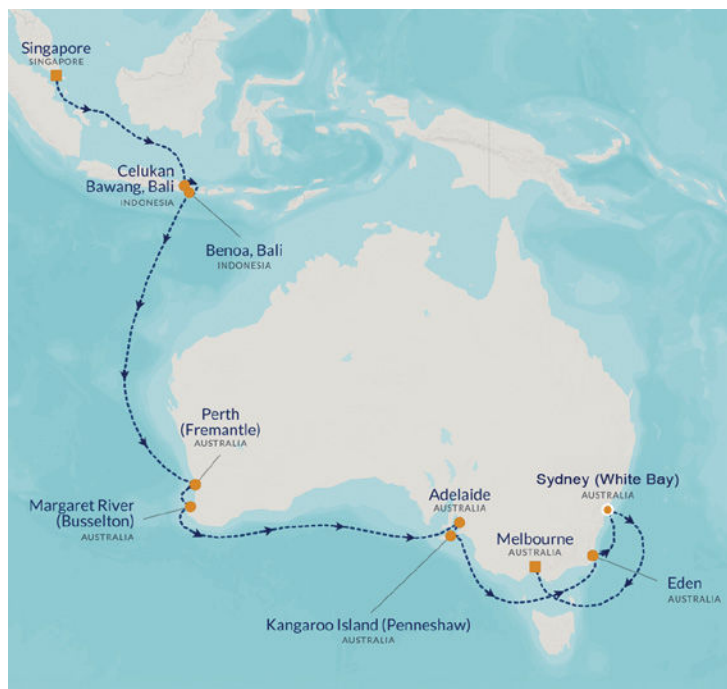 Singapore
SINGAPORE
Celukan
Bawang, Bali
INDONESIA
Benoa, Bali
INDONESIA
Perth
(Fremantle)
AUSTRALIA
Margaret River
(Busselton)
AUSTRALIA
Adelaide
AUSTRALIA
Sydney (White Bay)
AUSTRALIA
Melbourne
AUSTRALIA
Eden
AUSTRALIA
Kangaroo Island (Penneshaw)
AUSTRALIA